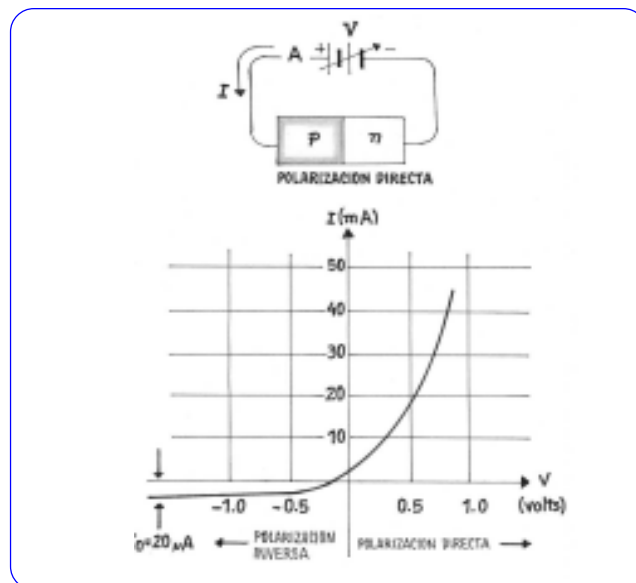 V
A + −
I
P n
POLARIZACION DIRECTA
I(mA)
50
40
30
20
10
V
−1.0 −0.5 0.5 1.0 (volts)
=20μA ← POLARIZACION INVERSA POLARIZACION DIRECTA →